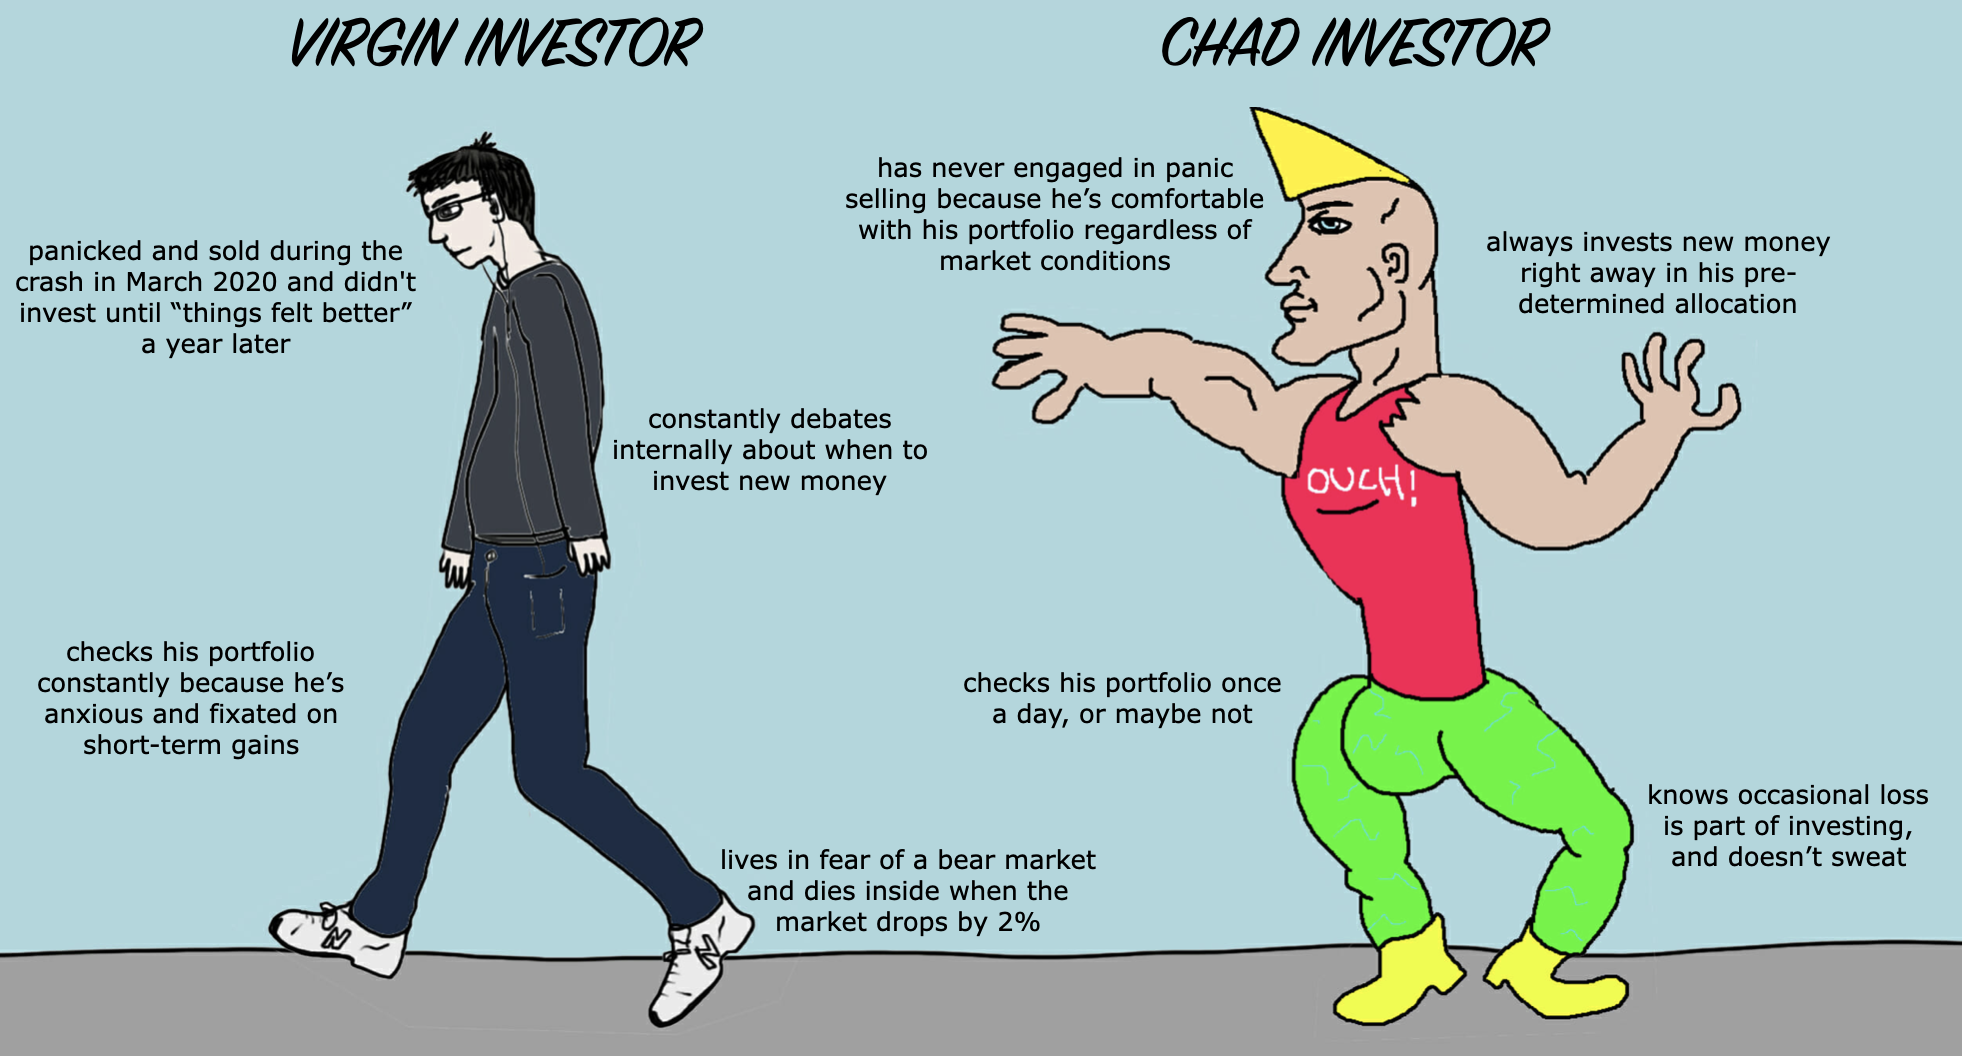 VIRGIN INVESTOR
panicked and sold during the
crash in March 2020 and didn't
invest until “things felt better”
a year later
constantly debates
internally about when to
invest new money
checks his portfolio
constantly because he’s
anxious and fixated on
short-term gains
lives in fear of a bear market
and dies inside when the
market drops by 2%
CHAD INVESTOR
has never engaged in panic
selling because he’s comfortable
with his portfolio regardless of
market conditions
always invests new money
right away in his pre-
determined allocation
OUCH!
checks his portfolio once
a day, or maybe not
knows occasional loss
is part of investing,
and doesn’t sweat